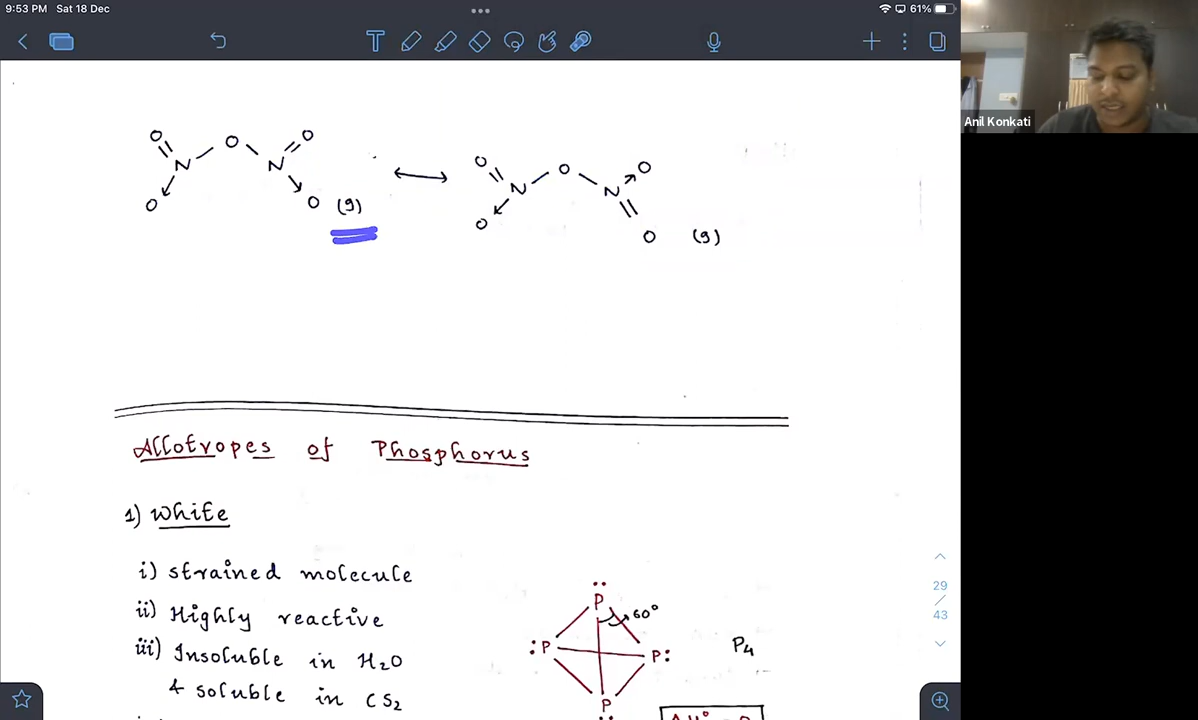 9:53 PM Sat 18 Dec
61%
T
Anil Konkati
O O O
N N
O O (g)
O O O
N N
O O (g)
Allotropes of Phosphorus
1) White
i) strained molecule
ii) Highly reactive
iii) Insoluble in H₂O
& soluble in CS₂
P 60°
:P P: P₄
P
29
/
43